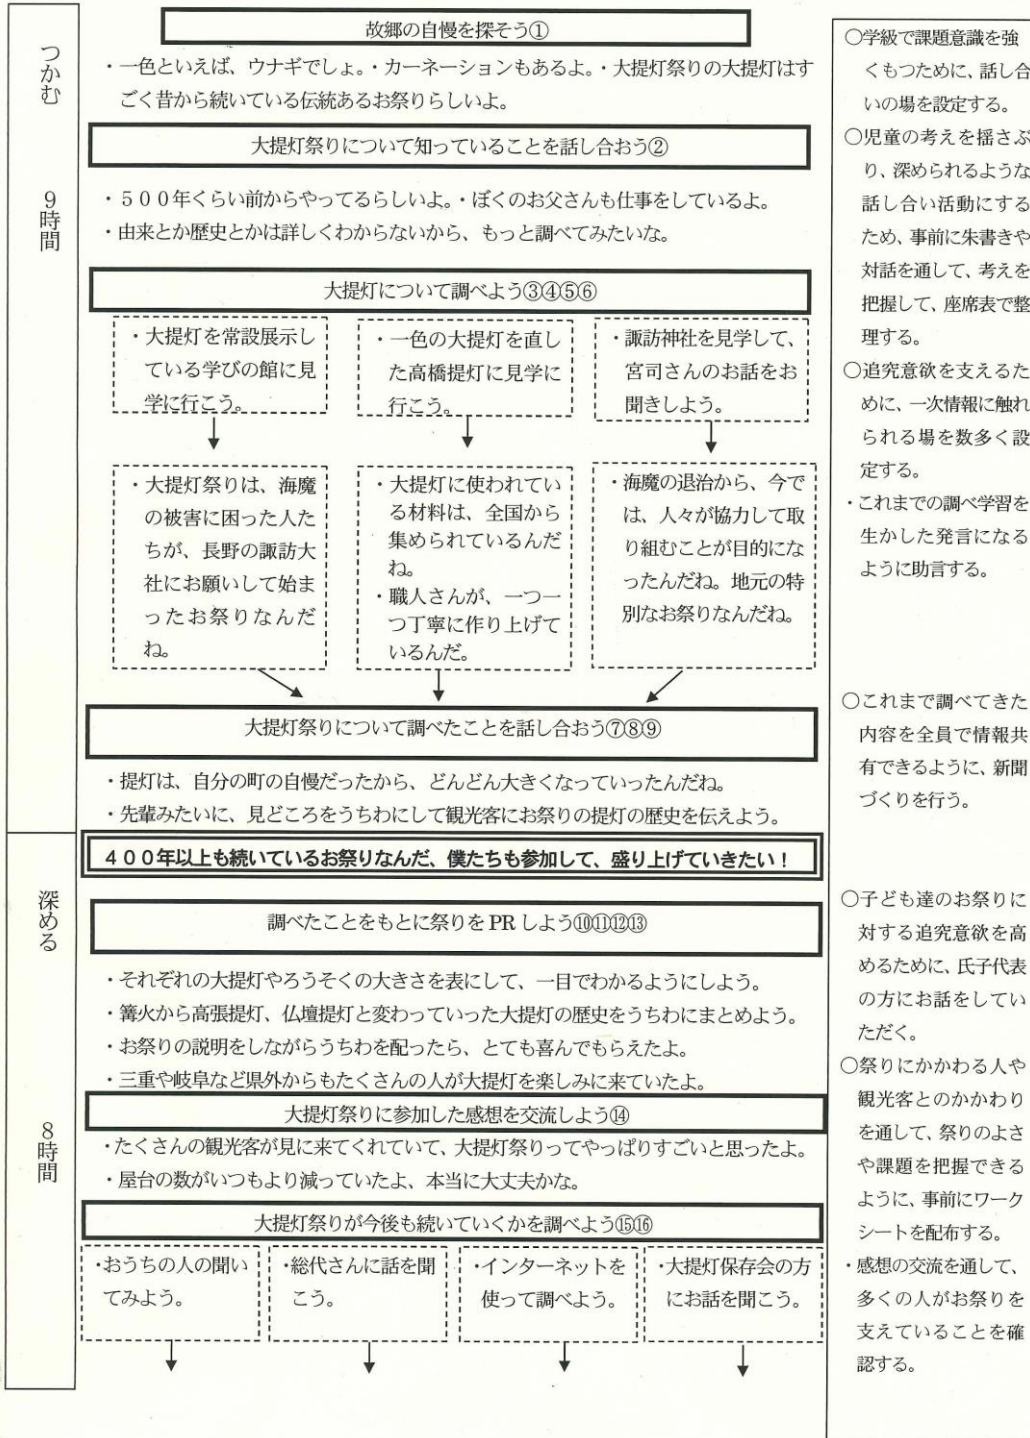 つかむ
9時間
故郷の自慢を探そう①
・一色といえば、ウナギでしょ。・カーネーションもあるよ。・大提灯祭りの大提灯はす
ごく昔から続いている伝統あるお祭りらしいよ。
大提灯祭りについて知っていることを話し合おう②
・５００年くらい前からやってるらしいよ。・ぼくのお父さんも仕事をしているよ。
・由来とか歴史とかは詳しくわからないから、もっと調べてみたいな。
大提灯について調べよう③④⑤⑥
・大提灯を常設展示し
ている学びの館に見
学に行こう。
・一色の大提灯を直し
た高橋提灯に見学に
行こう。
・諏訪神社を見学して、
宮司さんのお話をお
聞きしよう。
・大提灯祭りは、海魔
の被害に困った人た
ちが、長野の諏訪大
社にお願いして始ま
ったお祭りなんだ
ね。
・大提灯に使われてい
る材料は、全国から
集められているんだ
ね。
・職人さんが、一つ一
つ丁寧に作り上げて
いるんだ。
・海魔の退治から、今で
は、人々が協力して取
り組むことが目的にな
ったんだね。地元の特
別なお祭りなんだね。
大提灯祭りについて調べたことを話し合おう⑦⑧⑨
・提灯は、自分の町の自慢だったから、どんどん大きくなっていったんだね。
・先輩みたいに、見どころをうちわにして観光客にお祭りの提灯の歴史を伝えよう。
４００年以上も続いているお祭りなんだ、僕たちも参加して、盛り上げていきたい！
深める
8時間
調べたことをもとに祭りを PR しよう⑩⑪⑫⑬
・それぞれの大提灯やろうそくの大きさを表にして、一目でわかるようにしよう。
・篝火から高張提灯、仏壇提灯と変わっていった大提灯の歴史をうちわにまとめよう。
・お祭りの説明をしながらうちわを配ったら、とても喜んでもらえたよ。
・三重や岐阜など県外からもたくさんの人が大提灯を楽しみに来ていたよ。
大提灯祭りに参加した感想を交流しよう⑭
・たくさんの観光客が見に来てくれていて、大提灯祭りってやっぱりすごいと思ったよ。
・屋台の数がいつもより減っていたよ、本当に大丈夫かな。
大提灯祭りが今後も続いていくかを調べよう⑮⑯
・おうちの人の聞い
てみよう。
・総代さんに話を聞
こう。
・インターネットを
使って調べよう。
・大提灯保存会の方
にお話を聞こう。
〇学級で課題意識を強
くもつために、話し合
いの場を設定する。
〇児童の考えを揺さぶ
り、深められるような
話し合い活動にする
ため、事前に朱書きや
対話を通して、考えを
把握して、座席表で整
理する。
〇追究意欲を支えるた
めに、一次情報に触れ
られる場を数多く設
定する。
・これまでの調べ学習を
生かした発言になる
ように助言する。
〇これまで調べてきた
内容を全員で情報共
有できるように、新聞
づくりを行う。
〇子ども達のお祭りに
対する追究意欲を高
めるために、氏子代表
の方にお話をしてい
ただく。
〇祭りにかかわる人や
観光客とのかかわり
を通して、祭りのよさ
や課題を把握できる
ように、事前にワーク
シートを配布する。
・感想の交流を通して、
多くの人がお祭りを
支えていることを確
認する。